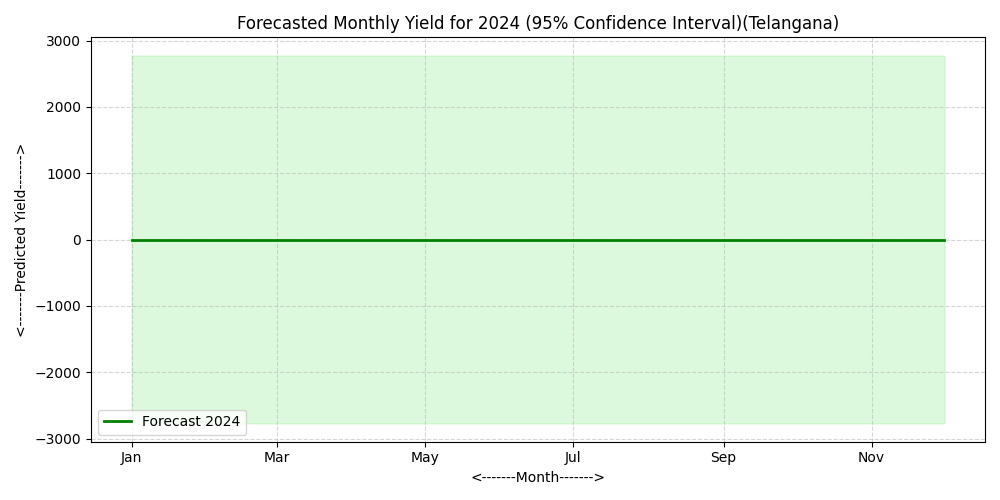 Forecasted Monthly Yield for 2024 (95% Confidence Interval)(Telangana)
<-------Predicted Yield------->
3000
2000
1000
0
−1000
−2000
−3000
Forecast 2024
Jan Mar May Jul Sep Nov
<-------Month------->